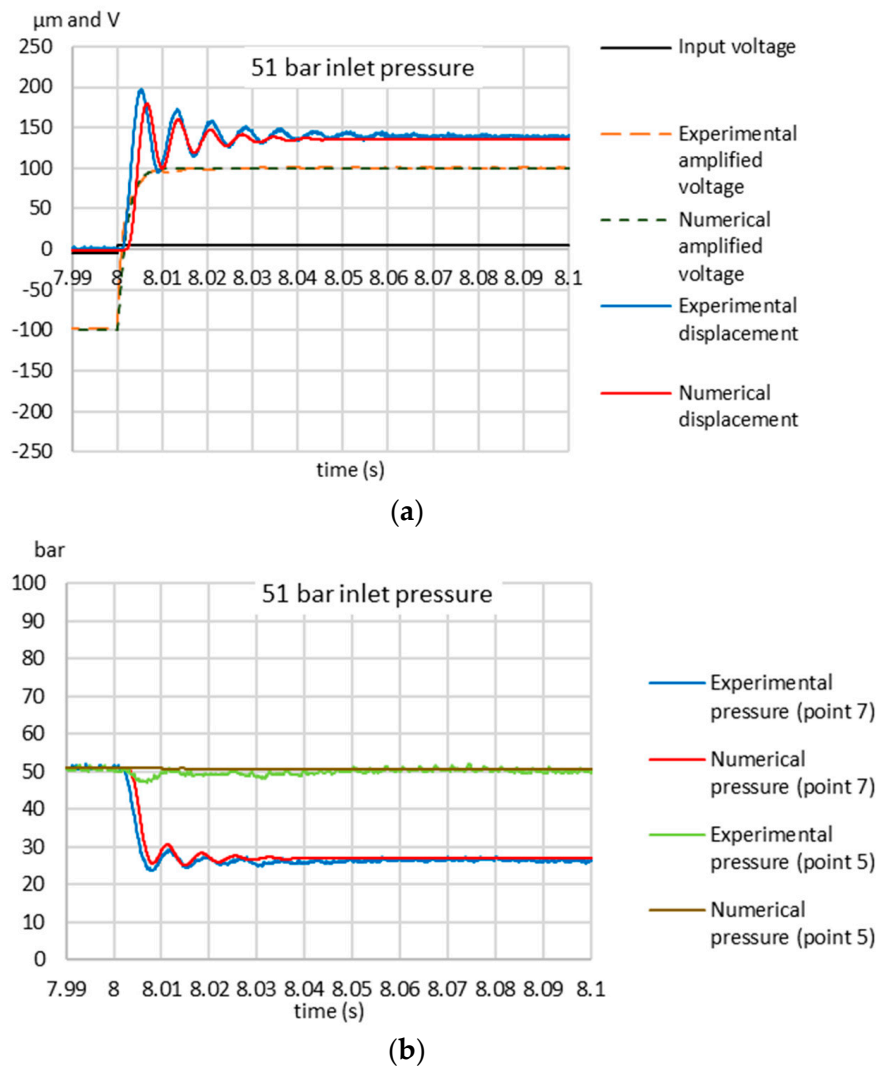 µm and V
250
200
150
100
50
0
-50
-100
-150
-200
-250
51 bar inlet pressure
7.99 8 8.01 8.02 8.03 8.04 8.05 8.06 8.07 8.08 8.09 8.1
time (s)
Input voltage
Experimental
amplified
voltage
Numerical
amplified
voltage
Experimental
displacement
Numerical
displacement
(a)
bar
100
90
80
70
60
50
40
30
20
10
0
51 bar inlet pressure
7.99 8 8.01 8.02 8.03 8.04 8.05 8.06 8.07 8.08 8.09 8.1
time (s)
Experimental
pressure (point 7)
Numerical
pressure (point 7)
Experimental
pressure (point 5)
Numerical
pressure (point 5)
(b)